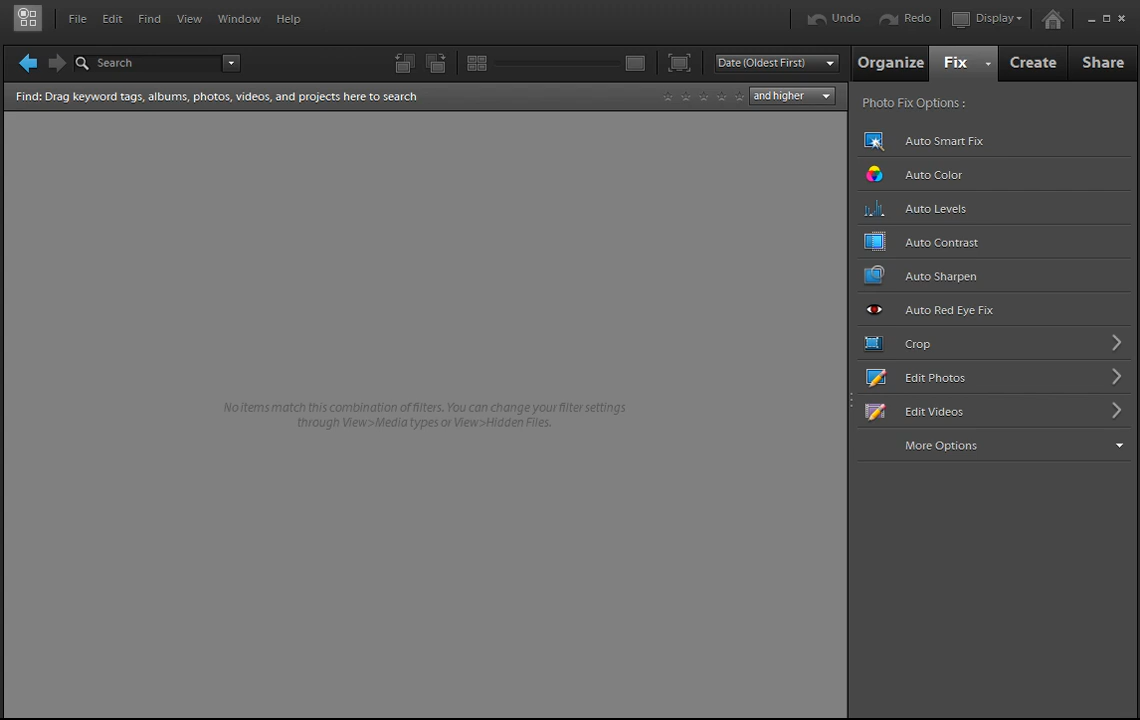 File Edit Find View Window Help Undo Redo Display
Search Date (Oldest First) Organize Fix Create Share
Find: Drag keyword tags, albums, photos, videos, and projects here to search and higher
Photo Fix Options :
Auto Smart Fix
Auto Color
Auto Levels
Auto Contrast
Auto Sharpen
Auto Red Eye Fix
Crop
Edit Photos
Edit Videos
More Options
No items match this combination of filters. You can change your filter settings
through View>Media types or View>Hidden Files.